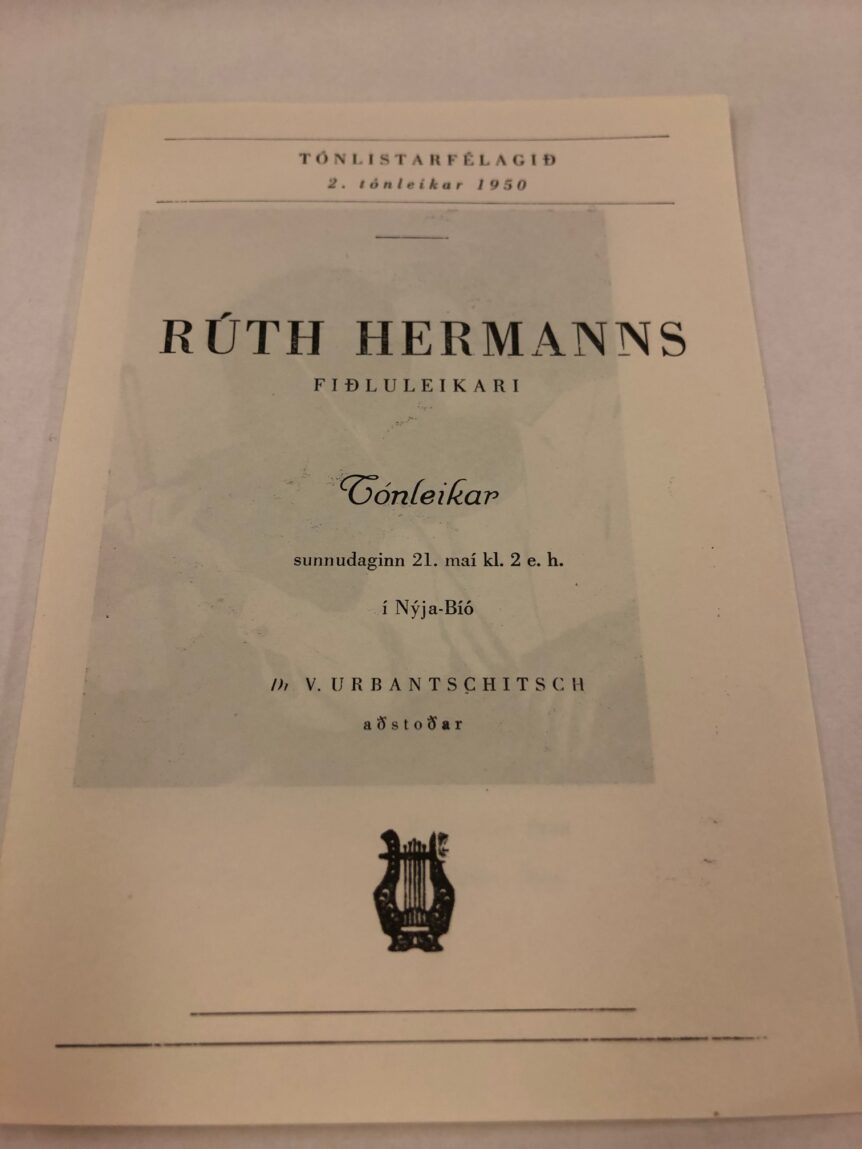 TÓNLISTARFÉLAGIÐ
2. tónleikar 1950
RÚTH HERMANNS
FIÐLULEIKARI
Tónleikar
sunnudaginn 21. maí kl. 2 e. h.
í Nýja-Bíó
Dr V. URBANTSCHITSCH
aðstoðar